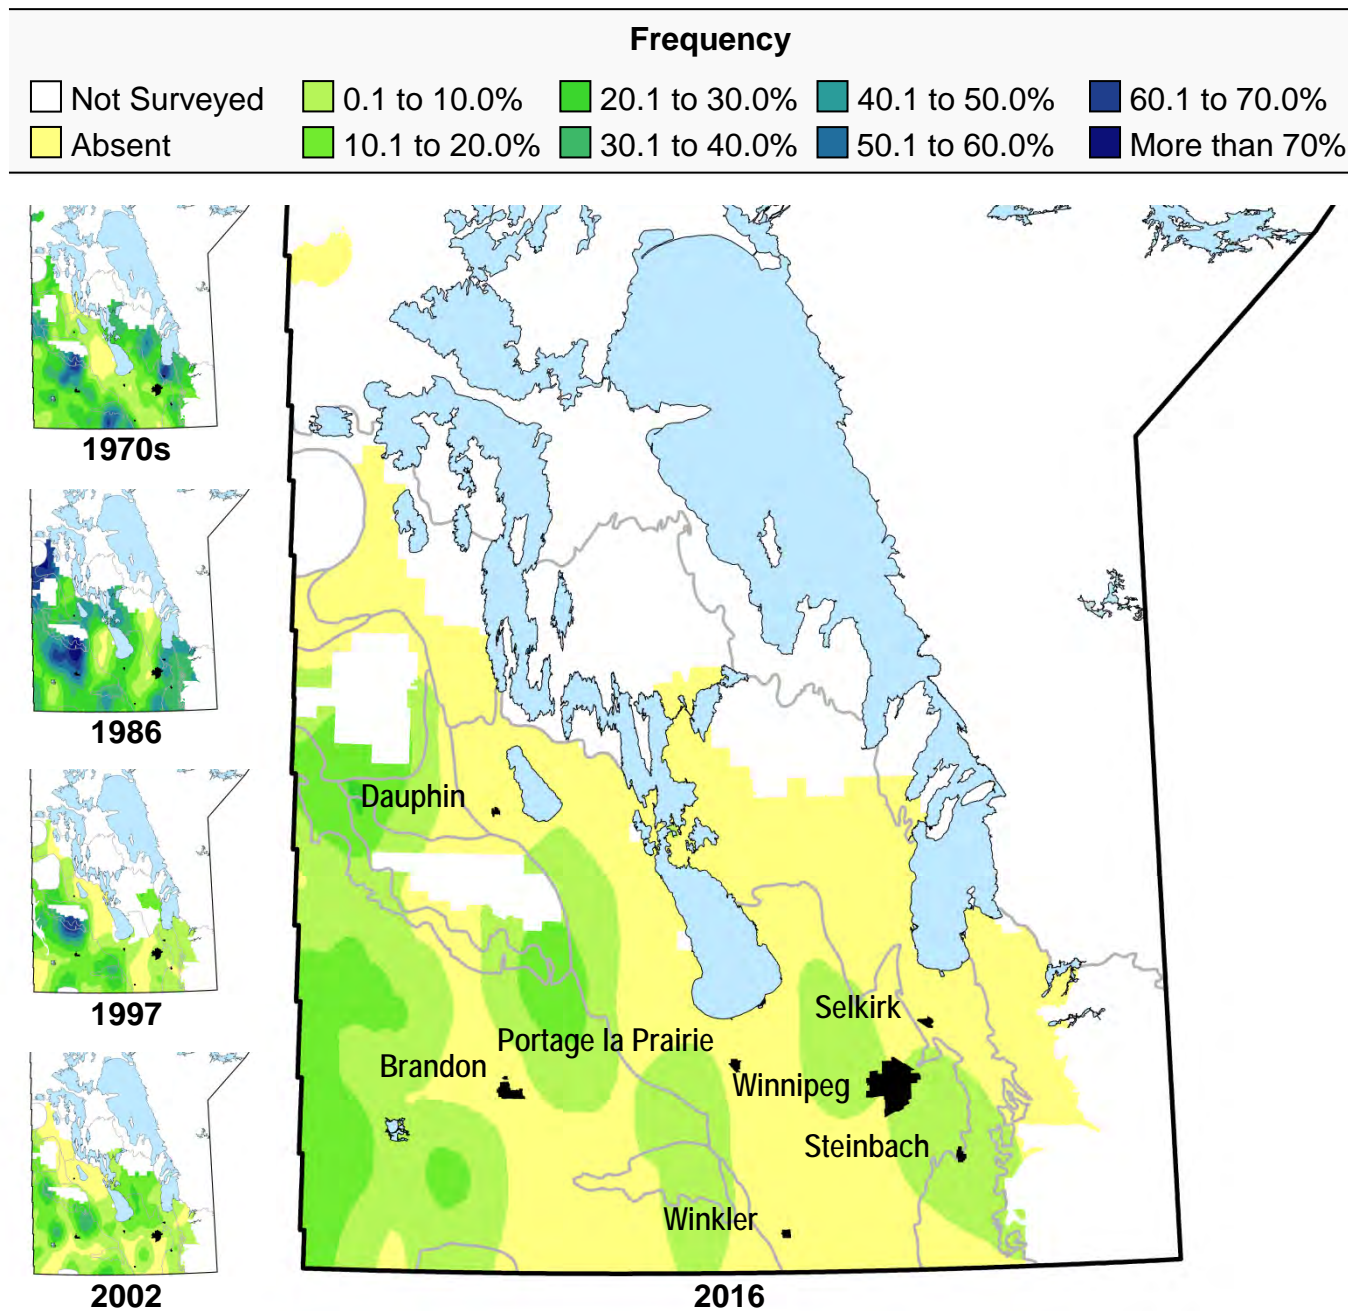 Frequency
Not Surveyed 0.1 to 10.0% 20.1 to 30.0% 40.1 to 50.0% 60.1 to 70.0%
Absent 10.1 to 20.0% 30.1 to 40.0% 50.1 to 60.0% More than 70%
1970s
1986
1997
2002
Dauphin
Selkirk
Portage la Prairie
Brandon
Winnipeg
Steinbach
Winkler
2016